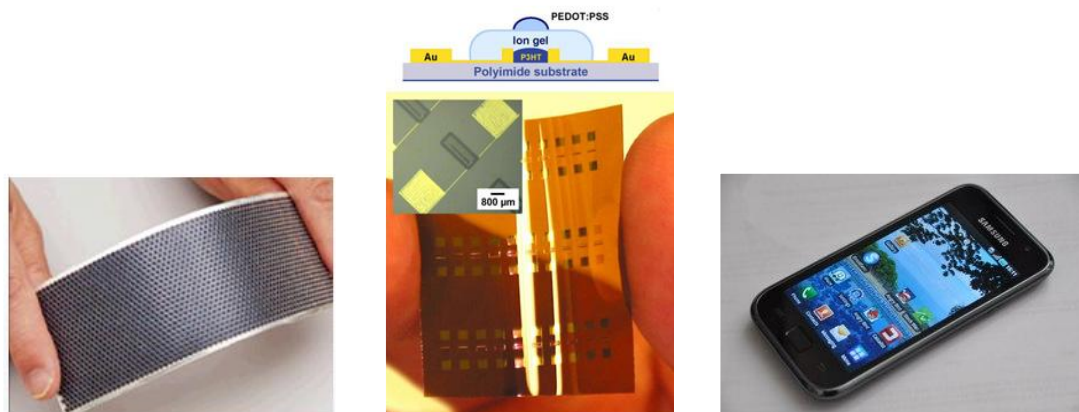 PEDOT:PSS
Ion gel
Au
P3HT
Au
Polyimide substrate
800 µm
SAMSUNG